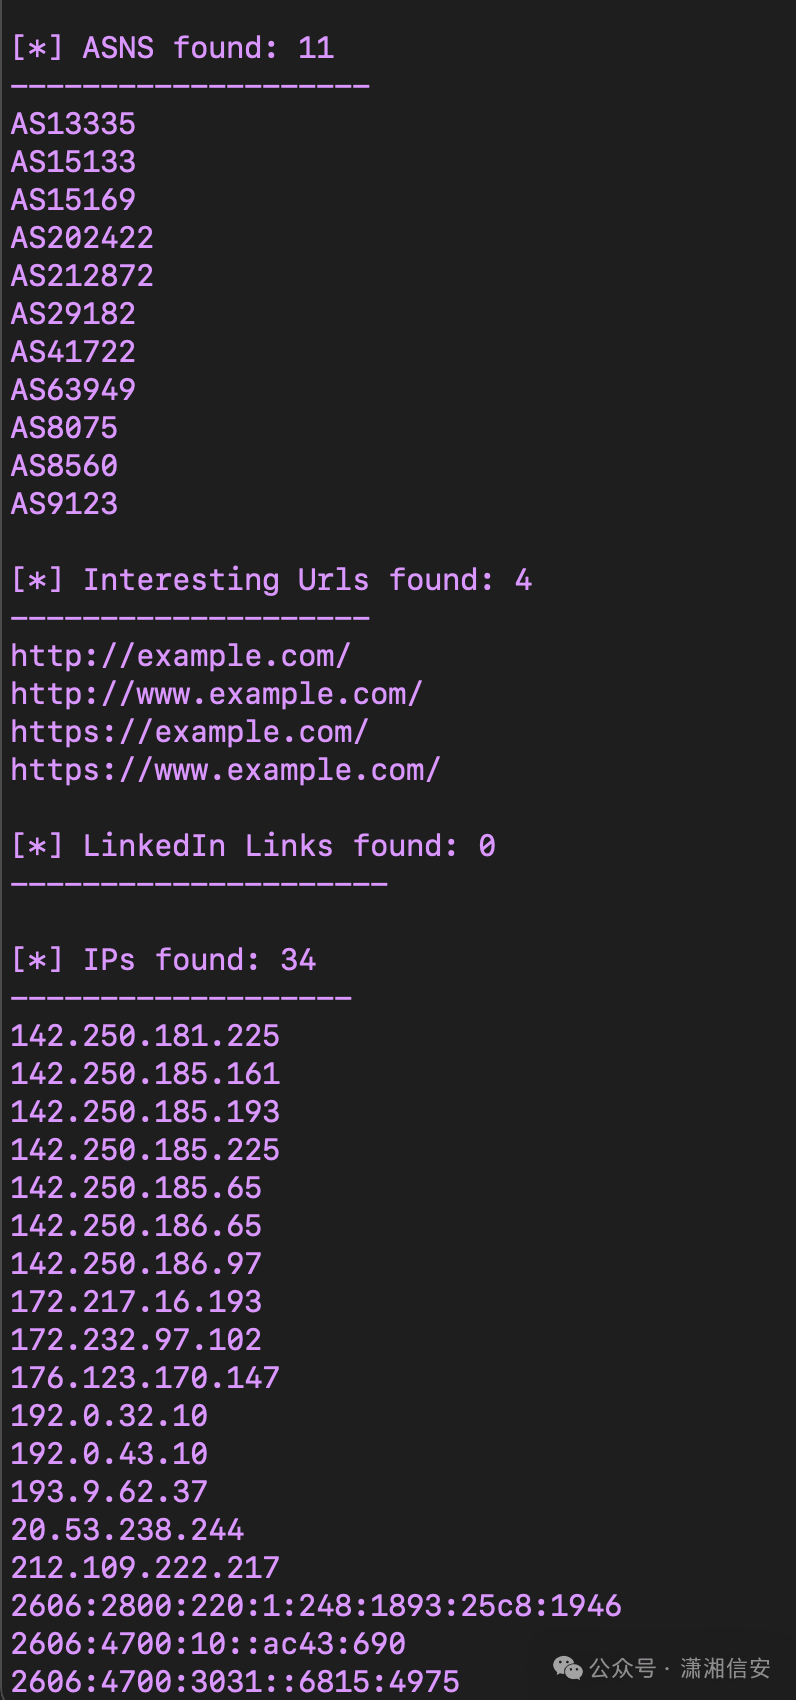 [*] ASNS found: 11
--------------------
AS13335
AS15133
AS15169
AS202422
AS212872
AS29182
AS41722
AS63949
AS8075
AS8560
AS9123
[*] Interesting Urls found: 4
--------------------
http://example.com/
http://www.example.com/
https://example.com/
https://www.example.com/
[*] LinkedIn Links found: 0
---------------------
[*] IPs found: 34
-------------------
142.250.181.225
142.250.185.161
142.250.185.193
142.250.185.225
142.250.185.65
142.250.186.65
142.250.186.97
172.217.16.193
172.232.97.102
176.123.170.147
192.0.32.10
192.0.43.10
193.9.62.37
20.53.238.244
212.109.222.217
2606:2800:220:1:248:1893:25c8:1946
2606:4700:10::ac43:690
2606:4700:3031::6815:4975
公众号 · 潇湘信安